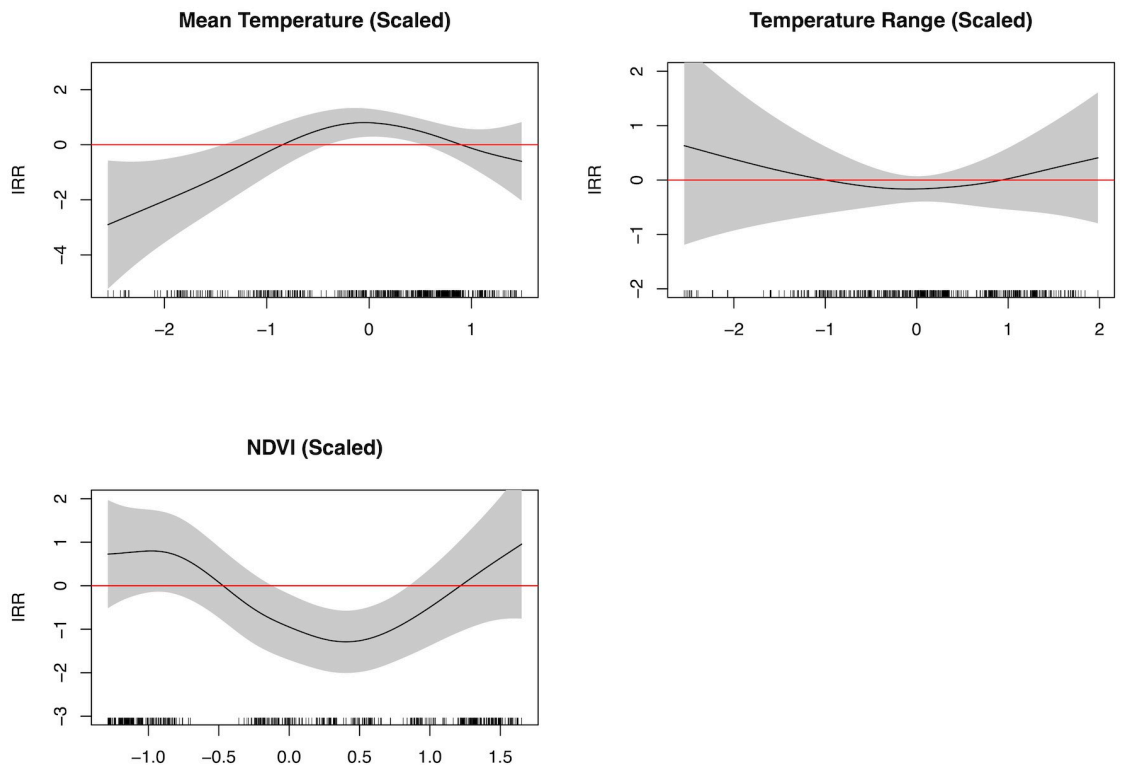 Mean Temperature (Scaled)
IRR
2
0
−2
−4
−2 −1 0 1
Temperature Range (Scaled)
IRR
2
1
0
−1
−2
−2 −1 0 1 2
NDVI (Scaled)
IRR
2
1
0
−1
−2
−3
−1.0 −0.5 0.0 0.5 1.0 1.5